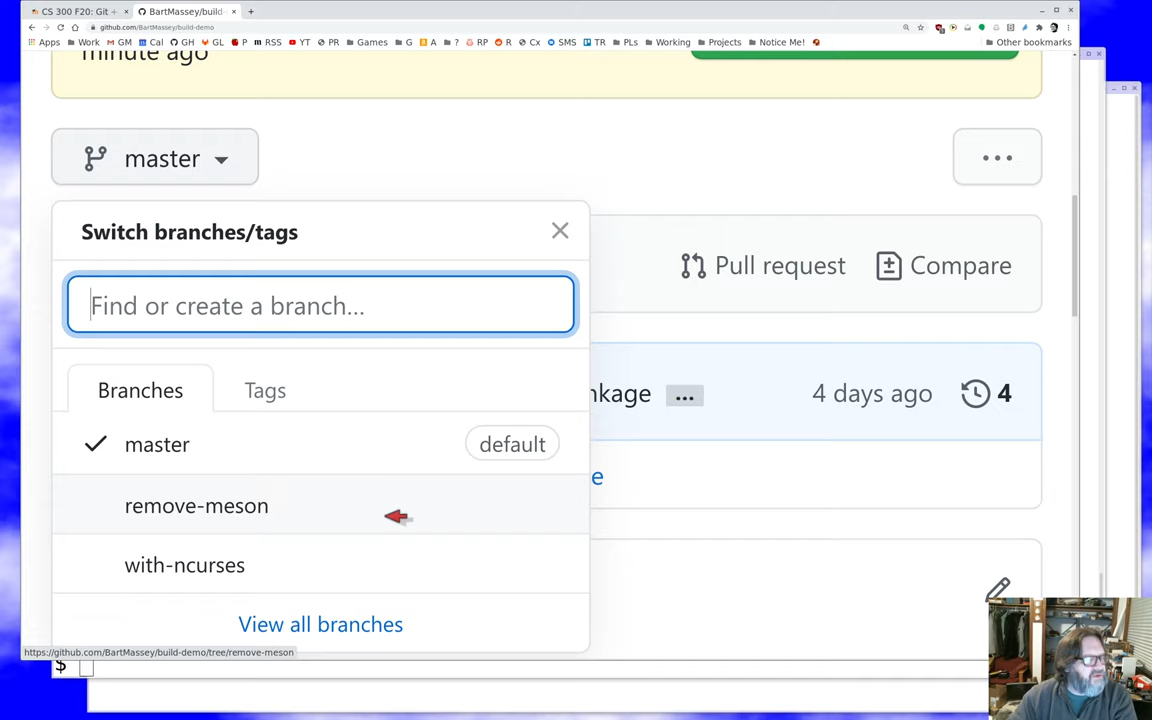 CS 300 F20: Git +
BartMassey/build-demo
github.com/BartMassey/build-demo
Apps Work GM Cal GH GL P RSS YT PR Games G A ? RP R Cx SMS TR PLs Working Projects Notice Me! Other bookmarks
minute ago
master
Switch branches/tags
Find or create a branch...
Pull request Compare
Branches Tags
nkage ... 4 days ago 4
master default
e
remove-meson
with-ncurses
View all branches
https://github.com/BartMassey/build-demo/tree/remove-meson
$